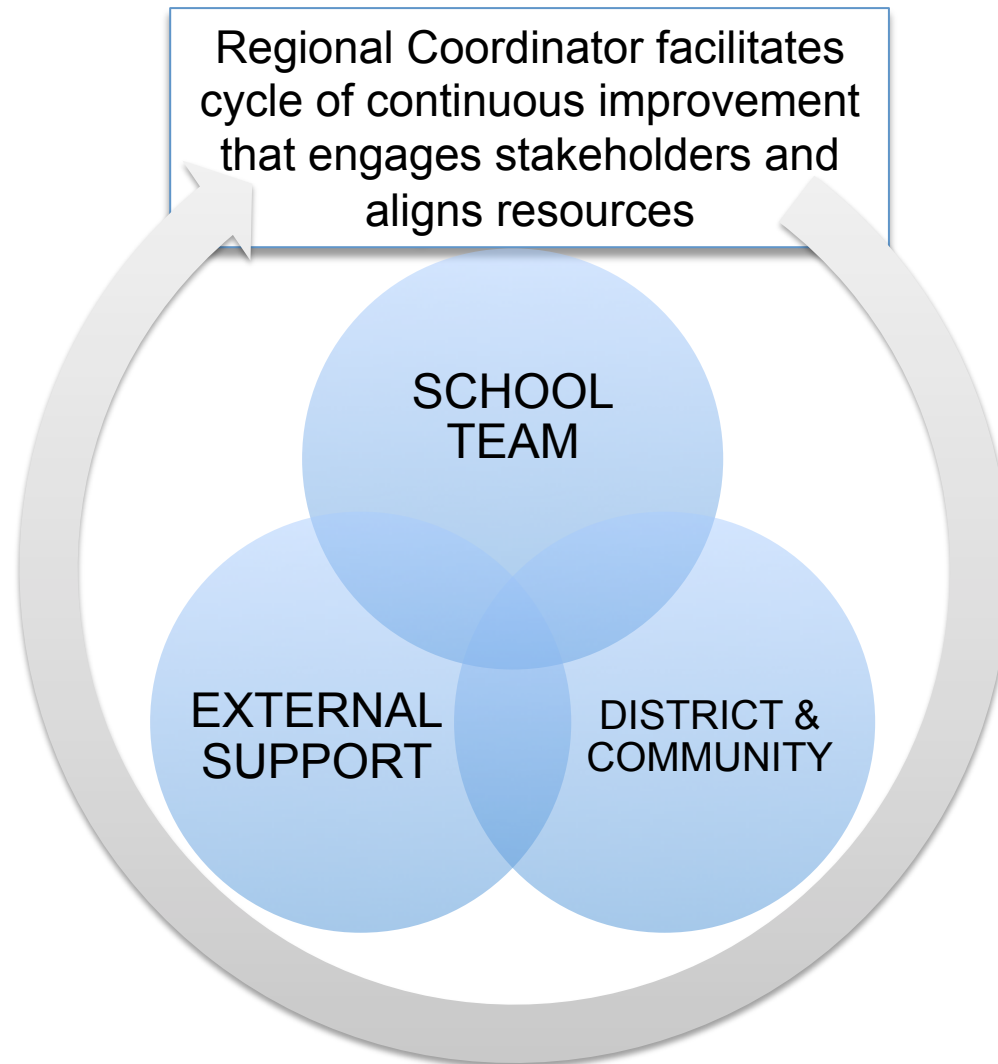 Regional Coordinator facilitates
cycle of continuous improvement
that engages stakeholders and
aligns resources
SCHOOL
TEAM
EXTERNAL
SUPPORT
DISTRICT &
COMMUNITY